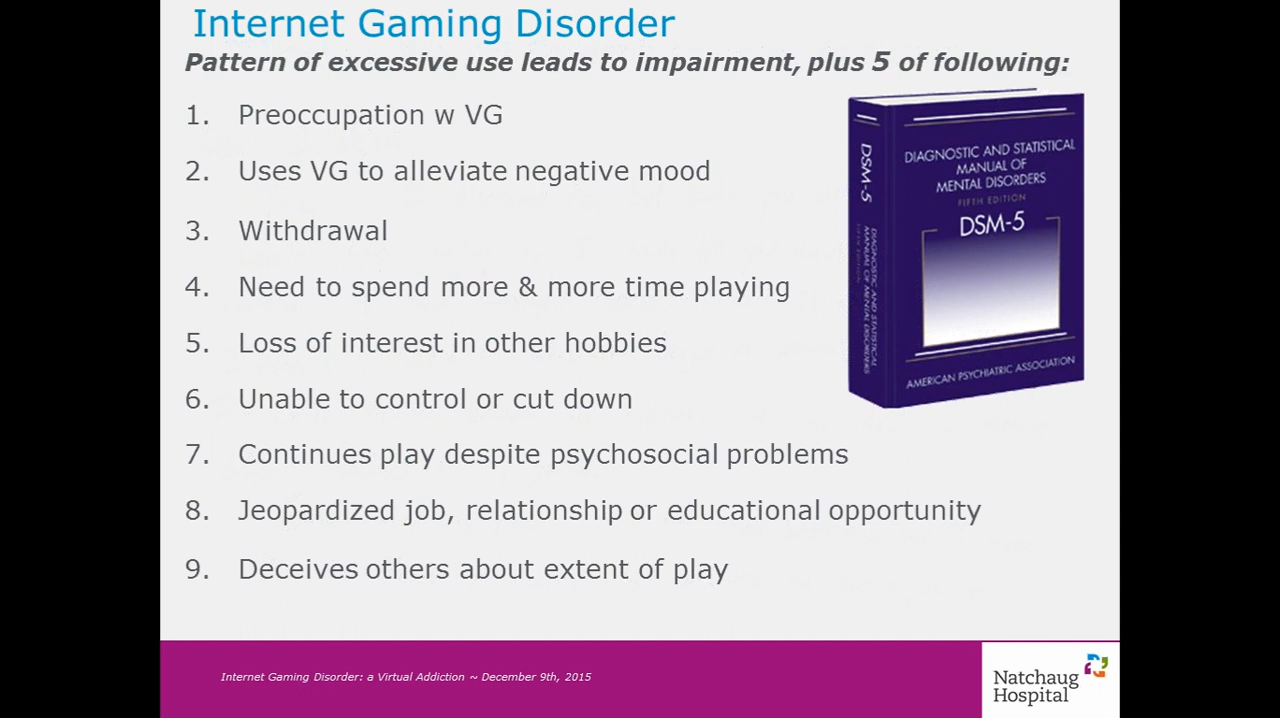 Internet Gaming Disorder
Pattern of excessive use leads to impairment, plus 5 of following:
1. Preoccupation w VG
2. Uses VG to alleviate negative mood
3. Withdrawal
4. Need to spend more & more time playing
5. Loss of interest in other hobbies
6. Unable to control or cut down
7. Continues play despite psychosocial problems
8. Jeopardized job, relationship or educational opportunity
9. Deceives others about extent of play
DSM-5
DIAGNOSTIC AND STATISTICAL
MANUAL OF MENTAL DISORDERS
DIAGNOSTIC AND STATISTICAL
MANUAL OF
MENTAL DISORDERS
FIFTH EDITION
DSM-5
AMERICAN PSYCHIATRIC ASSOCIATION
Internet Gaming Disorder: a Virtual Addiction ~ December 9th, 2015
Natchaug
Hospital